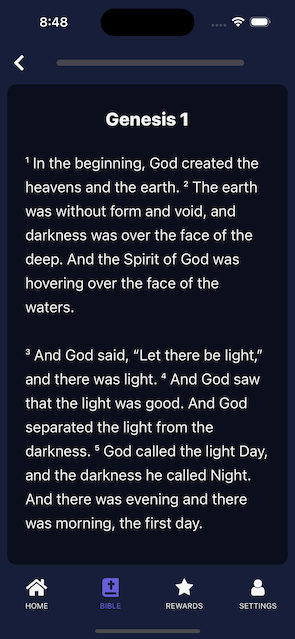 8:48
Genesis 1
¹ In the beginning, God created the
heavens and the earth. ² The earth
was without form and void, and
darkness was over the face of the
deep. And the Spirit of God was
hovering over the face of the
waters.
³ And God said, “Let there be light,”
and there was light. ⁴ And God saw
that the light was good. And God
separated the light from the
darkness. ⁵ God called the light Day,
and the darkness he called Night.
And there was evening and there
was morning, the first day.
HOME BIBLE REWARDS SETTINGS